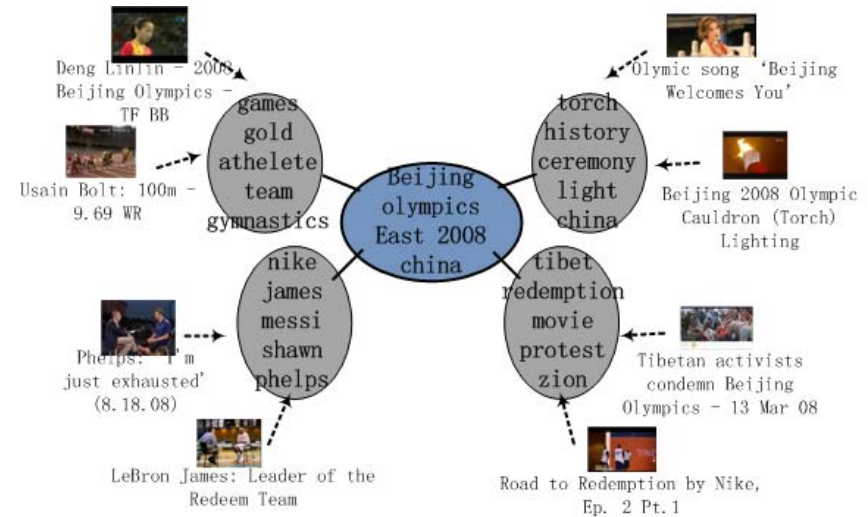 Deng Linlin - 2008
Beijing Olympics -
TF BB
Usain Bolt: 100m -
9.69 WR
games
gold
athelete
team
gymnastics
Olymic song ‘Beijing
Welcomes You’
torch
history
ceremony
light
china
Beijing 2008 Olympic
Cauldron (Torch)
Lighting
Beijing
olympics
East 2008
china
nike
james
messi
shawn
phelps
Phelps: 'I'm
just exhausted'
(8.18.08)
LeBron James: Leader of the
Redeem Team
tibet
redemption
movie
protest
zion
Tibetan activists
condemn Beijing
Olympics - 13 Mar 08
Road to Redemption by Nike,
Ep. 2 Pt.1